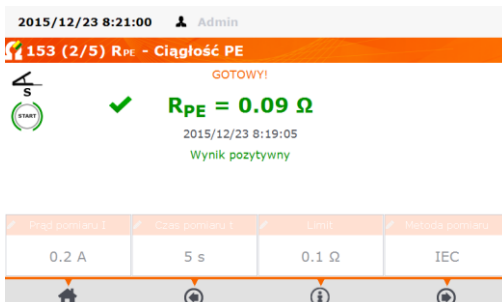 2015/12/23 8:21:00 Admin
153 (2/5) RPE - Ciągłość PE
GOTOWY!
S
START
RPE = 0.09 Ω
2015/12/23 8:19:05
Wynik pozytywny
Prąd pomiaru I Czas pomiaru t Limit Metoda pomiaru
0.2 A 5 s 0.1 Ω IEC